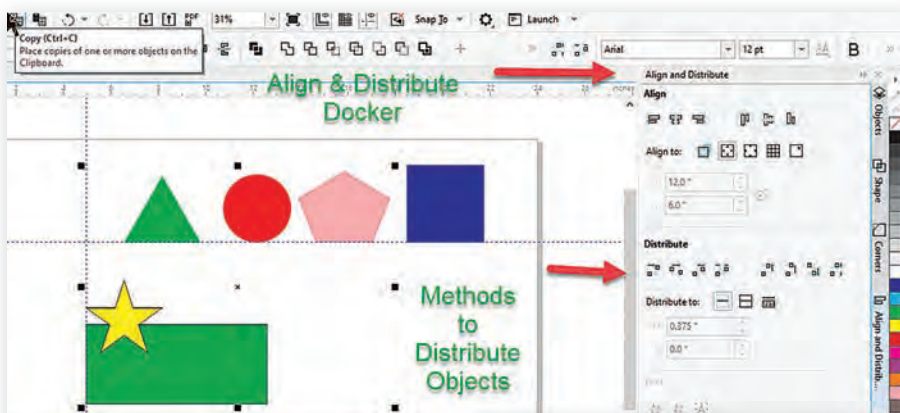 PDF
31%
Snap To
Launch
Copy (Ctrl+C)
Place copies of one or more objects on the
Clipboard.
Arial
12 pt
B
Align & Distribute
Docker
Align and Distribute
Align
Align to:
12.0 "
6.0 "
Distribute
Distribute to:
0.375 "
0.0 "
Methods
to
Distribute
Objects
Objects
Shape
Corners
Align and Distrib...